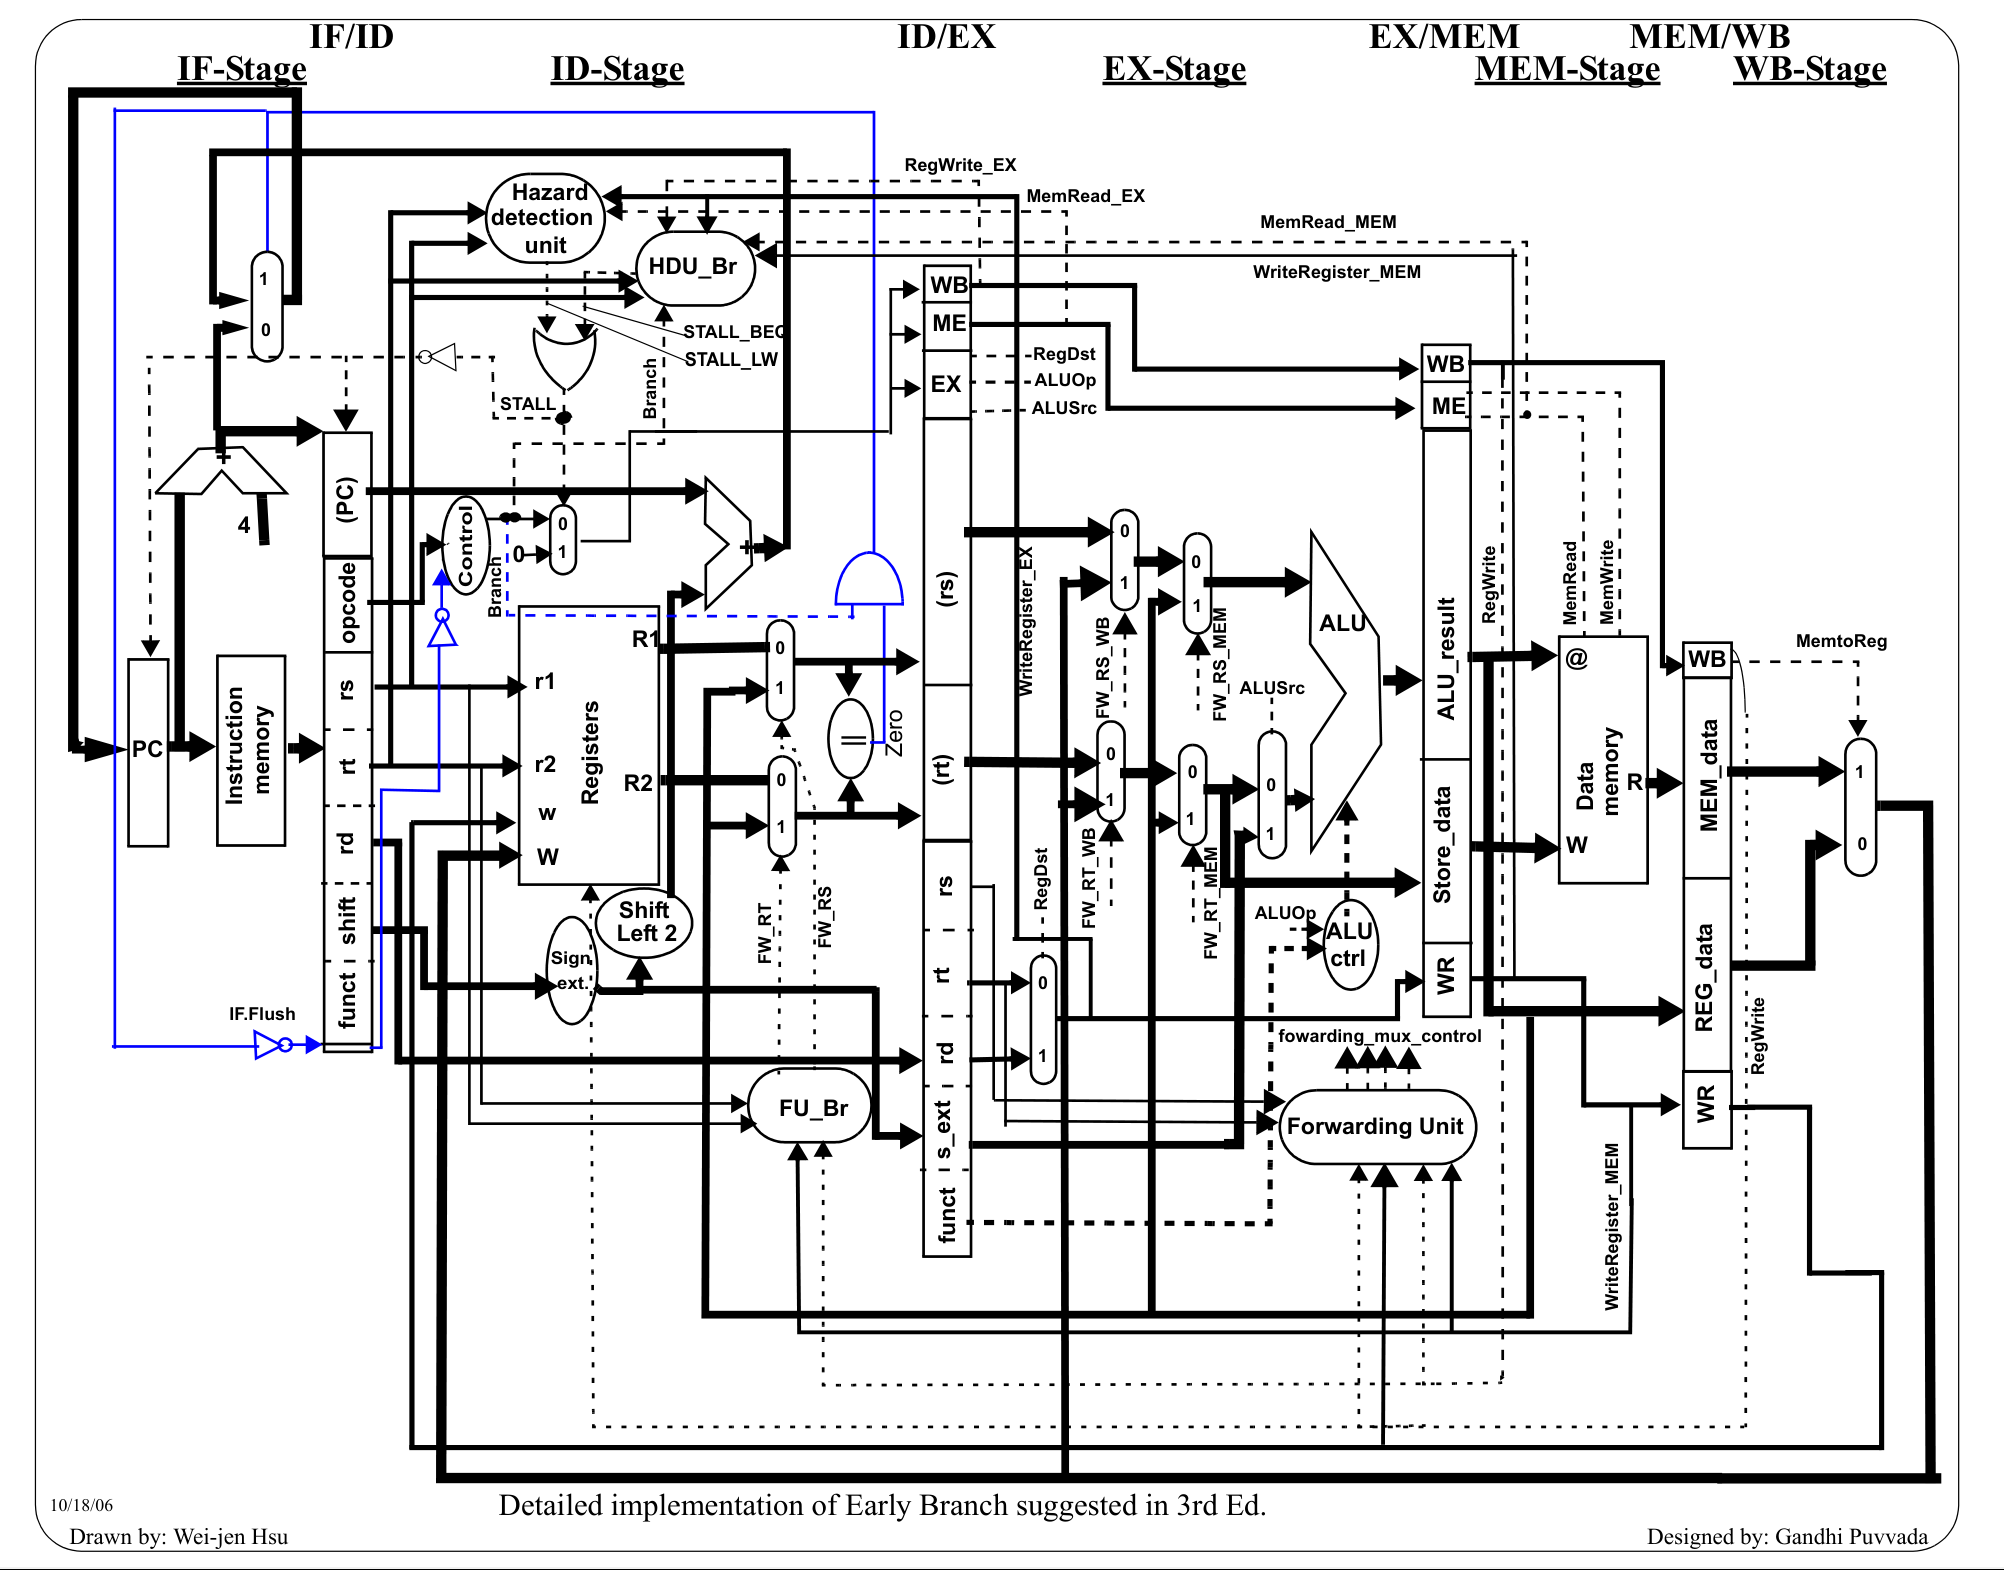 IF/ID
ID/EX
EX/MEM
MEM/WB
IF-Stage
ID-Stage
EX-Stage
MEM-Stage
WB-Stage
RegWrite_EX
MemRead_EX
MemRead_MEM
WriteRegister_MEM
Hazard
detection
unit
HDU_Br
1
0
STALL_BEQ
STALL_LW
STALL
Branch
WB
ME
EX
RegDst
ALUOp
ALUSrc
WB
ME
+
4
(PC)
opcode
rs
rt
rd
shift
funct
Control
Branch
0
0
1
+
PC
Instruction
memory
IF.Flush
Registers
r1
r2
w
W
R1
R2
Shift
Left 2
Sign
ext.
0
1
0
1
=
Zero
FW_RT
FW_RS
FU_Br
(rs)
(rt)
rs
rt
rd
s_ext
funct
WriteRegister_EX
RegDst
0
1
0
1
FW_RS_WB
0
1
FW_RS_MEM
0
1
FW_RT_WB
0
1
FW_RT_MEM
ALUSrc
0
1
ALU
ALUOp
ALU
ctrl
fowarding_mux_control
Forwarding Unit
ALU_result
Store_data
WR
RegWrite
MemRead
MemWrite
@
Data
memory
R
W
WB
MEM_data
REG_data
WR
MemtoReg
1
0
RegWrite
WriteRegister_MEM
10/18/06
Detailed implementation of Early Branch suggested in 3rd Ed.
Drawn by: Wei-jen Hsu
Designed by: Gandhi Puvvada